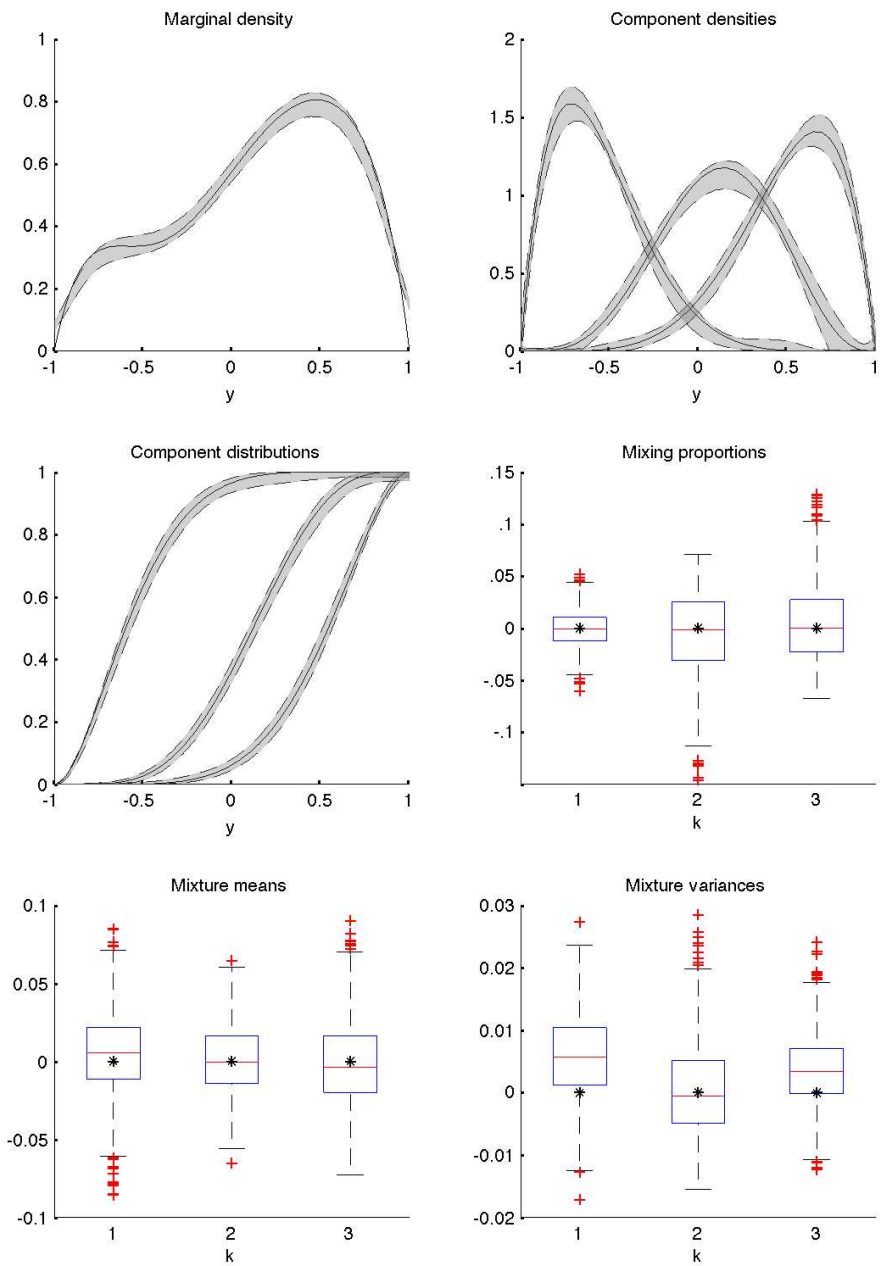 Marginal density
1
0.8
0.6
0.4
0.2
0
-1 -0.5 0 0.5 1
y
Component densities
2
1.5
1
0.5
0
-1 -0.5 0 0.5 1
y
Component distributions
1
0.8
0.6
0.4
0.2
0
-1 -0.5 0 0.5 1
y
Mixing proportions
.15
.1
.05
0
-.05
-.1
1 2 3
k
Mixture means
0.1
0.05
0
-0.05
-0.1
1 2 3
k
Mixture variances
0.03
0.02
0.01
0
-0.01
-0.02
1 2 3
k